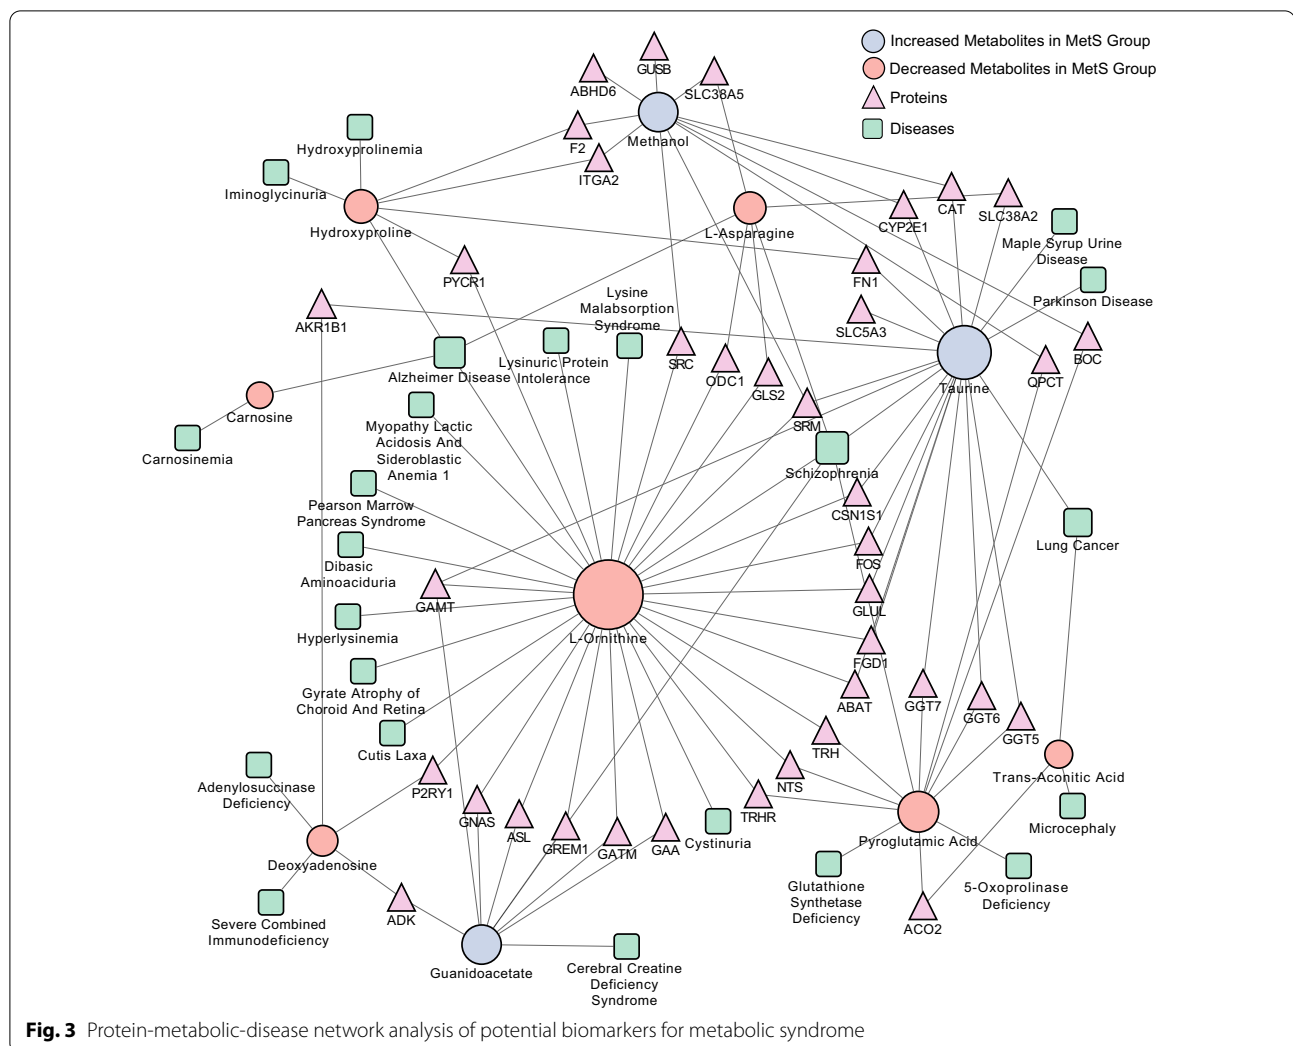 Increased Metabolites in MetS Group
Decreased Metabolites in MetS Group
Proteins
Diseases
GUSB
ABHD6
SLC38A5
Methanol
F2
ITGA2
Hydroxyprolinemia
Iminoglycinuria
Hydroxyproline
L-Asparagine
CYP2E1
CAT
SLC38A2
Maple Syrup Urine
Disease
PYCR1
FN1
Parkinson Disease
AKR1B1
Lysine
Malabsorption
Syndrome
SLC5A3
Alzheimer Disease
Lysinuric Protein
Intolerance
SRC
ODC1
GLS2
Taurine
QPCT
BOC
Carnosine
Carnosinemia
Myopathy Lactic
Acidosis And
Sideroblastic
Anemia 1
SRM
Schizophrenia
Pearson Marrow
Pancreas Syndrome
CSN1S1
Lung Cancer
Dibasic
Aminoaciduria
FOS
GAMT
GLUL
Hyperlysinemia
L-Ornithine
FGD1
Gyrate Atrophy of
Choroid And Retina
ABAT
GGT7
GGT6
GGT5
Cutis Laxa
TRH
Adenylosuccinase
Deficiency
P2RY1
NTS
Trans-Aconitic Acid
GNAS
ASL
GREM1
GATM
GAA
Cystinuria
TRHR
Pyroglutamic Acid
Microcephaly
Deoxyadenosine
Glutathione
Synthetase
Deficiency
5-Oxoprolinase
Deficiency
Severe Combined
Immunodeficiency
ADK
ACO2
Guanidoacetate
Cerebral Creatine
Deficiency
Syndrome
Fig. 3 Protein-metabolic-disease network analysis of potential biomarkers for metabolic syndrome